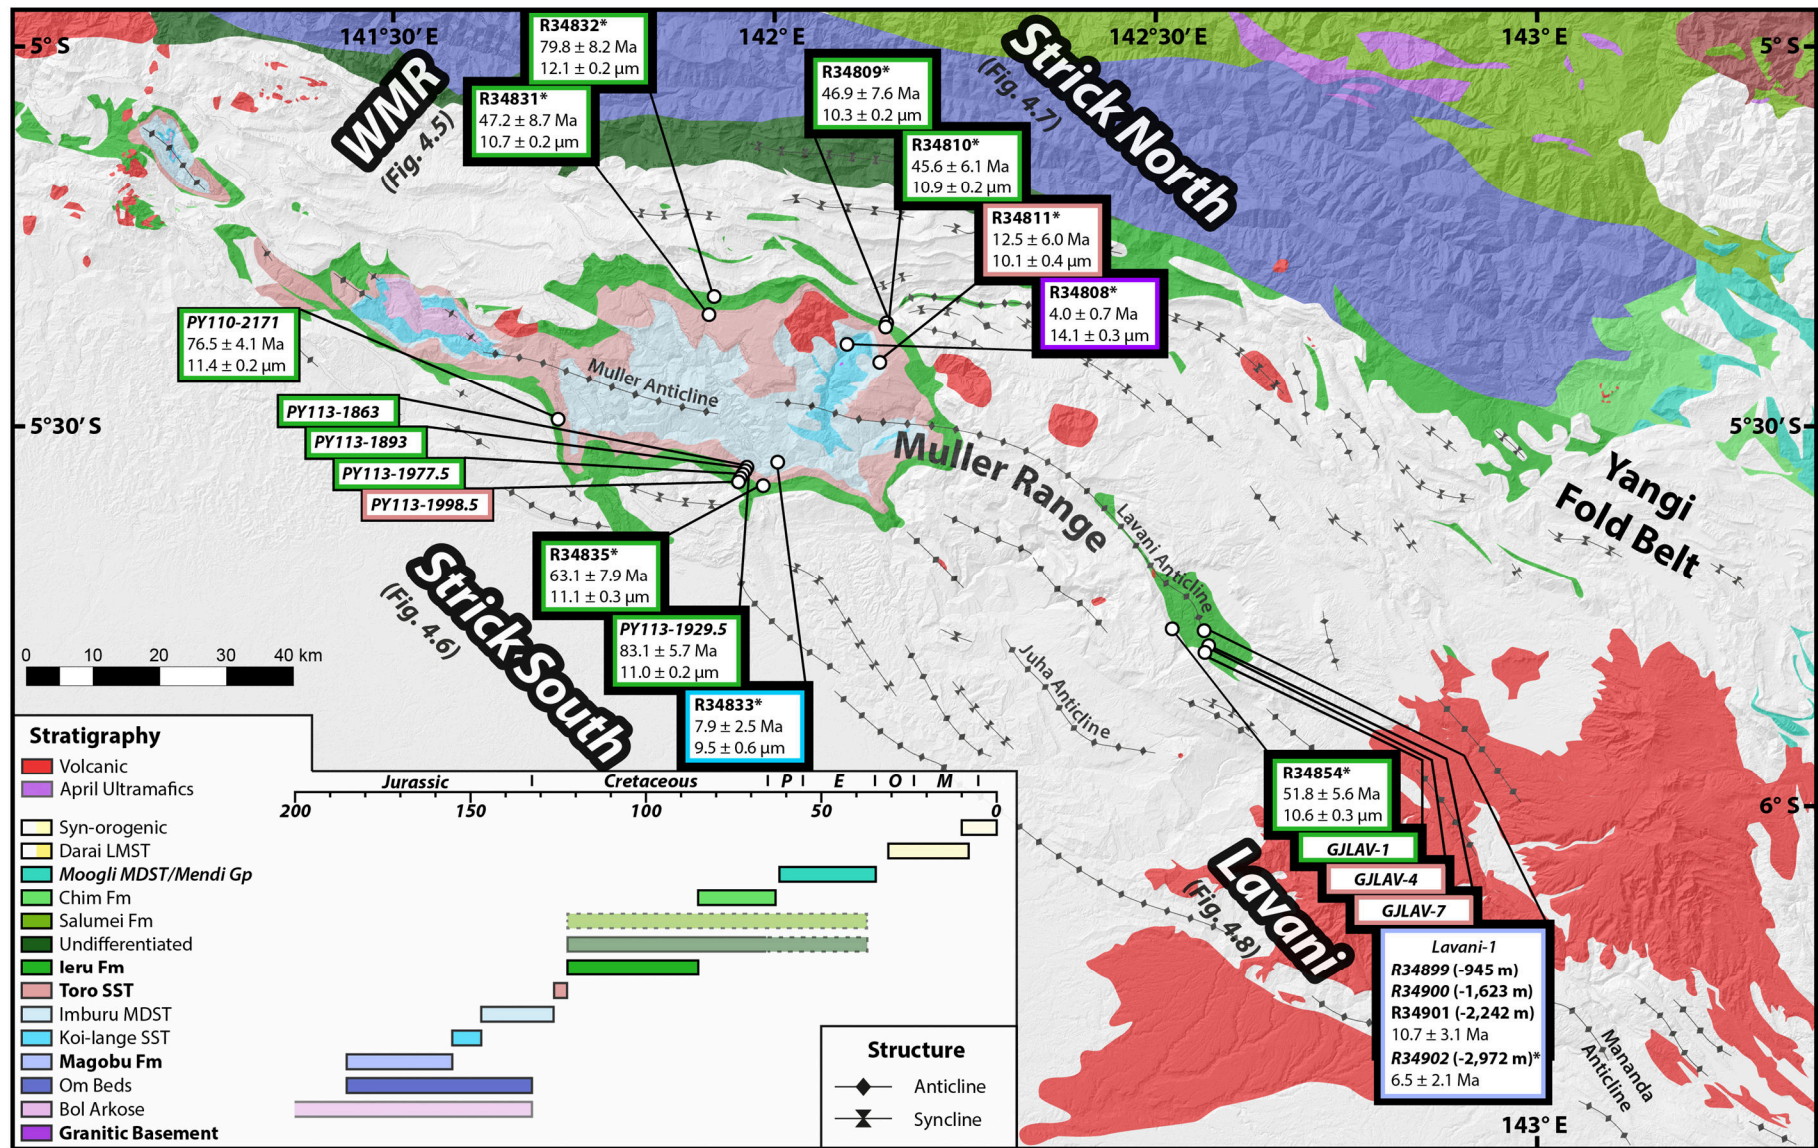 5° S
141° 30' E
142° E
142° 30' E
143° E
5° S
WMR
(Fig. 4.5)
R34832*
79.8 ± 8.2 Ma
12.1 ± 0.2 µm
R34831*
47.2 ± 8.7 Ma
10.7 ± 0.2 µm
R34809*
46.9 ± 7.6 Ma
10.3 ± 0.2 µm
R34810*
45.6 ± 6.1 Ma
10.9 ± 0.2 µm
R34811*
12.5 ± 6.0 Ma
10.1 ± 0.4 µm
R34808*
4.0 ± 0.7 Ma
14.1 ± 0.3 µm
Strick North
(Fig. 4.7)
PY110-2171
76.5 ± 4.1 Ma
11.4 ± 0.2 µm
Muller Anticline
PY113-1863
PY113-1893
PY113-1977.5
PY113-1998.5
5°30' S
5°30' S
Muller Range
Yangi
Fold Belt
Lavani Anticline
Juha Anticline
Strick South
(Fig. 4.6)
R34835*
63.1 ± 7.9 Ma
11.1 ± 0.3 µm
PY113-1929.5
83.1 ± 5.7 Ma
11.0 ± 0.2 µm
R34833*
7.9 ± 2.5 Ma
9.5 ± 0.6 µm
0 10 20 30 40 km
R34854*
51.8 ± 5.6 Ma
10.6 ± 0.3 µm
GJLAV-1
GJLAV-4
GJLAV-7
Lavani-1
R34899 (-945 m)
R34900 (-1,623 m)
R34901 (-2,242 m)
10.7 ± 3.1 Ma
R34902 (-2,972 m)*
6.5 ± 2.1 Ma
Lavani
(Fig. 4.8)
6° S
Mananda
Anticline
143° E
Stratigraphy
Volcanic
April Ultramafics
Syn-orogenic
Darai LMST
Moogli MDST/Mendi Gp
Chim Fm
Salumei Fm
Undifferentiated
Ieru Fm
Toro SST
Imburu MDST
Koi-Iange SST
Magobu Fm
Om Beds
Bol Arkose
Granitic Basement
Jurassic Cretaceous P E O M
200 150 100 50 0
Structure
Anticline
Syncline